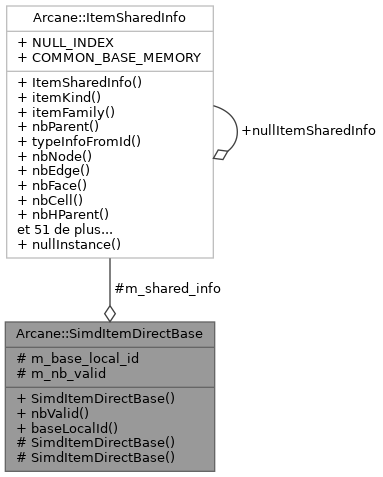 Arcane::ItemSharedInfo
+ NULL_INDEX
+ COMMON_BASE_MEMORY
+ ItemSharedInfo()
+ itemKind()
+ itemFamily()
+ nbParent()
+ typeInfoFromId()
+ nbNode()
+ nbEdge()
+ nbFace()
+ nbCell()
+ nbHParent()
et 51 de plus...
+ nullInstance()
+nullItemSharedInfo
#m_shared_info
Arcane::SimdItemDirectBase
# m_base_local_id
# m_nb_valid
+ SimdItemDirectBase()
+ nbValid()
+ baseLocalId()
# SimdItemDirectBase()
# SimdItemDirectBase()